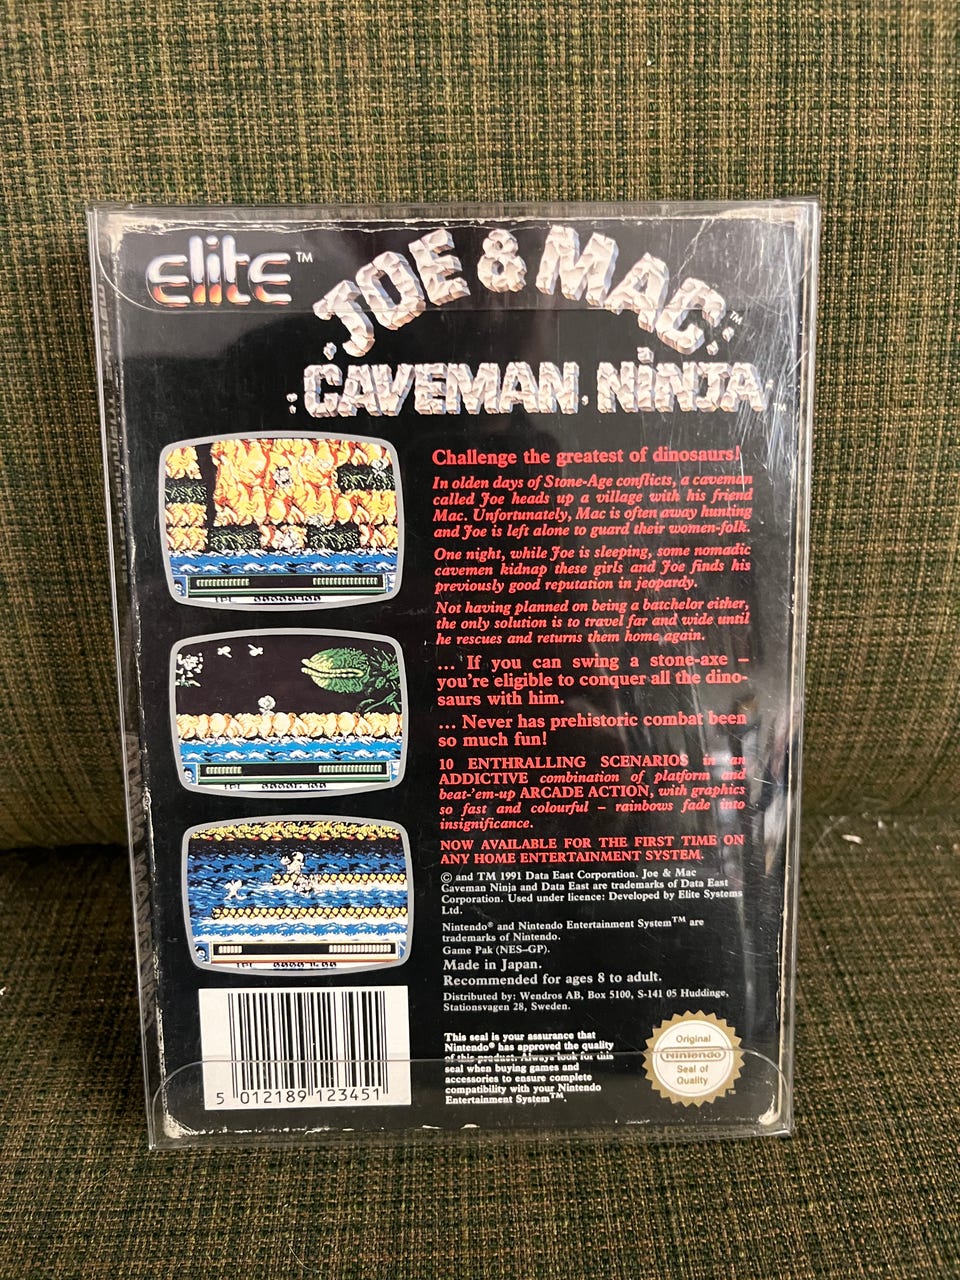 elite™
JOE & MAC™
CAVEMAN NINJA™
Challenge the greatest of dinosaurs!
In olden days of Stone-Age conflicts, a caveman
called Joe heads up a village with his friend
Mac. Unfortunately, Mac is often away hunting
and Joe is left alone to guard their women-folk.
One night, while Joe is sleeping, some nomadic
cavemen kidnap these girls and Joe finds his
previously good reputation in jeopardy.
Not having planned on being a batchelor either,
the only solution is to travel far and wide until
he rescues and returns them home again.
... If you can swing a stone-axe –
you're eligible to conquer all the dino-
saurs with him.
... Never has prehistoric combat been
so much fun!
10 ENTHRALLING SCENARIOS in an
ADDICTIVE combination of platform and
beat-'em-up ARCADE ACTION, with graphics
so fast and colourful – rainbows fade into
insignificance.
NOW AVAILABLE FOR THE FIRST TIME ON
ANY HOME ENTERTAINMENT SYSTEM.
© and TM 1991 Data East Corporation. Joe & Mac
Caveman Ninja and Data East are trademarks of Data East
Corporation. Used under licence: Developed by Elite Systems
Ltd.
Nintendo® and Nintendo Entertainment System™ are
trademarks of Nintendo.
Game Pak (NES–GP).
Made in Japan.
Recommended for ages 8 to adult.
Distributed by: Wendros AB, Box 5100, S-141 05 Huddinge,
Stationsvagen 28, Sweden.
This seal is your assurance that
Nintendo® has approved the quality
of this product. Always look for this
seal when buying games and
accessories to ensure complete
compatibility with your Nintendo
Entertainment System™.
Original
Nintendo
Seal of
Quality
5 012189 123451